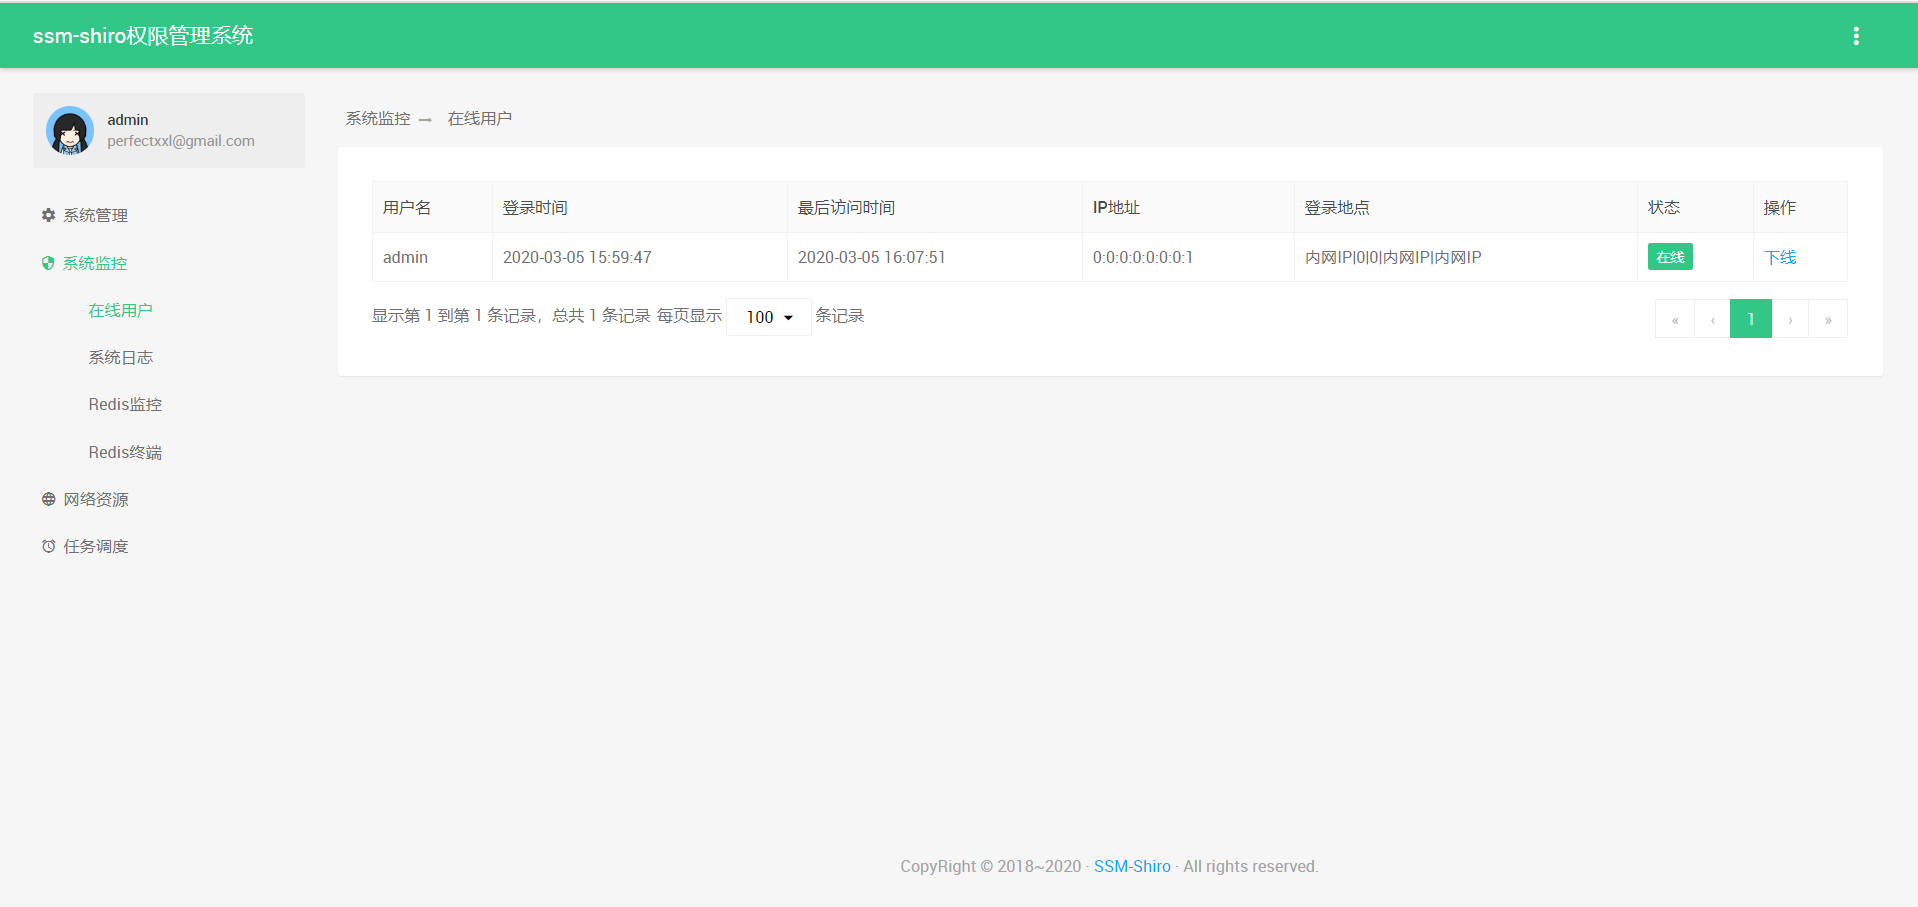 ssm-shiro权限管理系统
admin
perfectxxl@gmail.com
系统管理
系统监控
在线用户
系统日志
Redis监控
Redis终端
网络资源
任务调度
系统监控 → 在线用户
用户名 登录时间 最后访问时间 IP地址 登录地点 状态 操作
admin 2020-03-05 15:59:47 2020-03-05 16:07:51 0:0:0:0:0:0:0:1 内网IP|0|0|内网IP|内网IP 在线 下线
显示第 1 到第 1 条记录，总共 1 条记录 每页显示 100 条记录
« ‹ 1 › »
CopyRight © 2018~2020 · SSM-Shiro · All rights reserved.